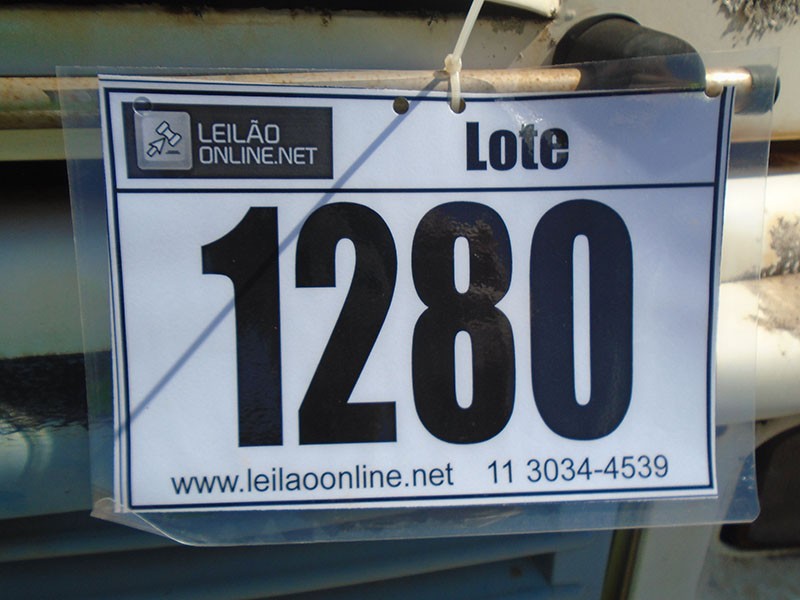 LEILÃO
ONLINE.NET
Lote
1280
www.leilaoonline.net 11 3034-4539